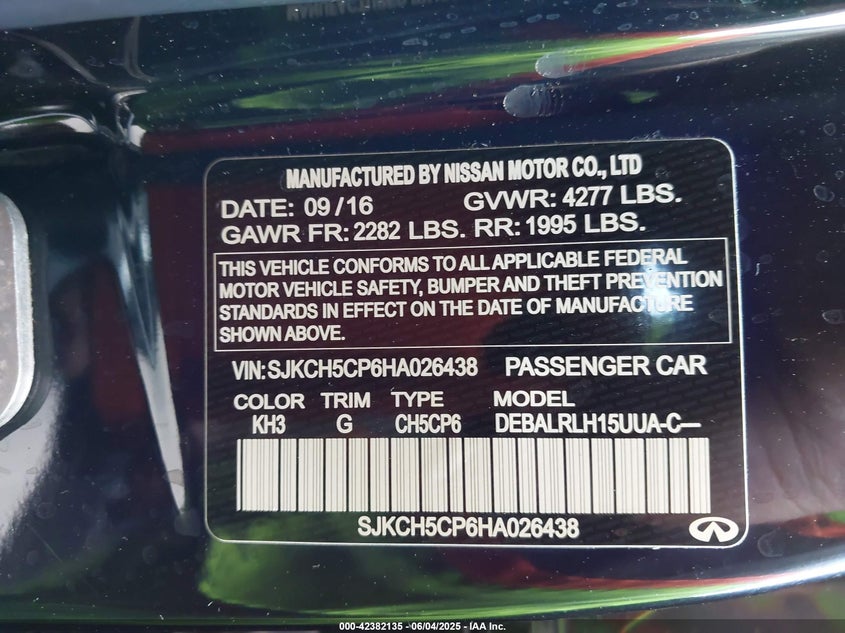 MANUFACTURED BY NISSAN MOTOR CO., LTD
DATE: 09/16 GVWR: 4277 LBS.
GAWR FR: 2282 LBS. RR: 1995 LBS.
THIS VEHICLE CONFORMS TO ALL APPLICABLE FEDERAL
MOTOR VEHICLE SAFETY, BUMPER AND THEFT PREVENTION
STANDARDS IN EFFECT ON THE DATE OF MANUFACTURE
SHOWN ABOVE.
VIN: SJKCH5CP6HA026438 PASSENGER CAR
COLOR TRIM TYPE MODEL
KH3 G CH5CP6 DEBALRLH15UUA-C—
SJKCH5CP6HA026438
000-42382135 - 06/04/2025 - IAA Inc.